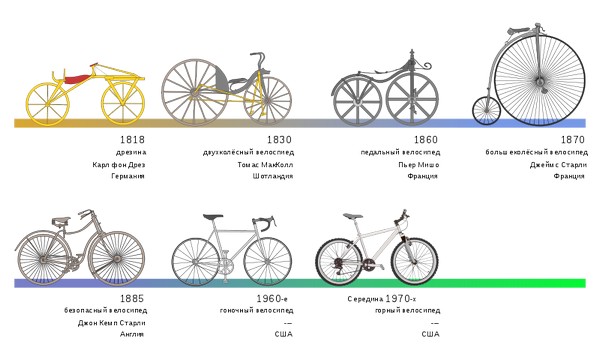 1818
дрезина
Карл фон Дрез
Германия
1830
двухколёсный велосипед
Томас МакКолл
Шотландия
1860
педальный велосипед
Пьер Мишо
Франция
1870
большеколёсный велосипед
Джеймс Старли
Франция
1885
безопасный велосипед
Джон Кемп Старли
Англия
1960-е
гоночный велосипед
---
США
Середина 1970-х
горный велосипед
---
США